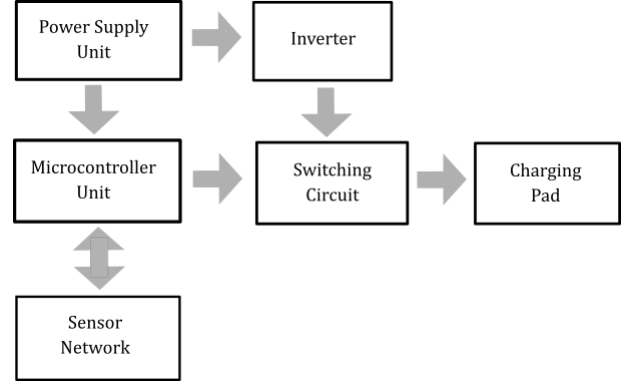 Power Supply
Unit
Inverter
Microcontroller
Unit
Switching
Circuit
Charging
Pad
Sensor
Network